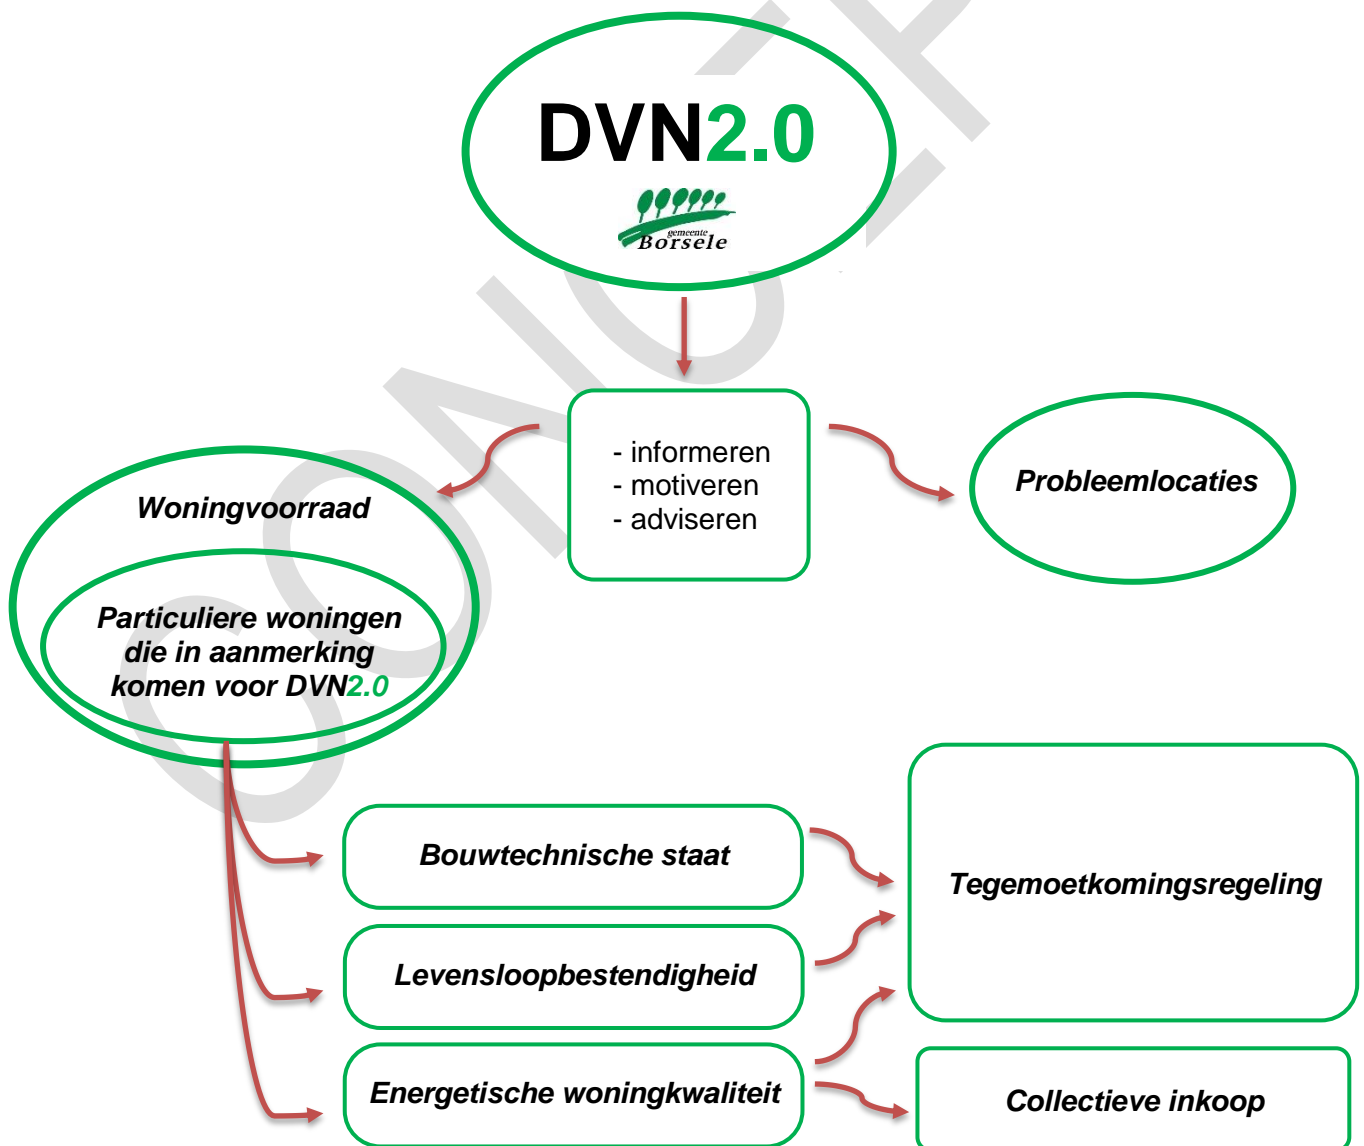 DVN2.0
gemeente
Borsele
- informeren
- motiveren
- adviseren
Probleemlocaties
Woningvoorraad
Particuliere woningen
die in aanmerking
komen voor DVN2.0
Bouwtechnische staat
Tegemoetkomingsregeling
Levensloopbestendigheid
Energetische woningkwaliteit
Collectieve inkoop
CONCEP